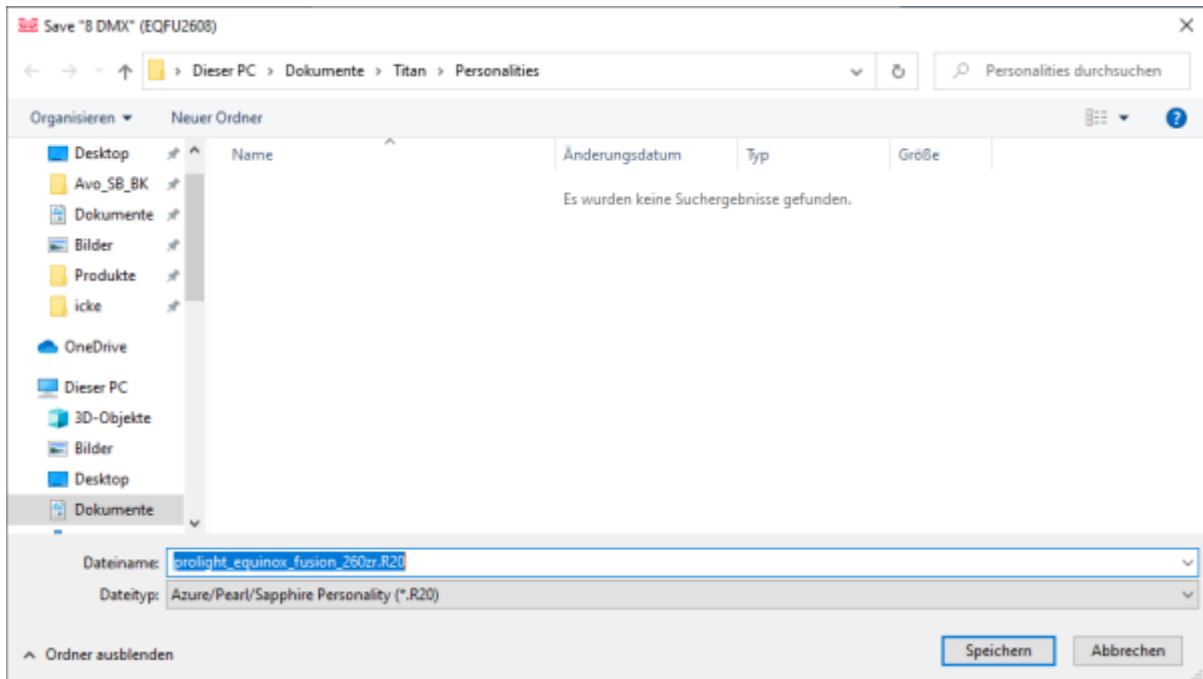 Save "8 DMX" (EQFU2608)
Dieser PC > Dokumente > Titan > Personalities
Personalities durchsuchen
Organisieren
Neuer Ordner
Desktop
Avo_SB_BK
Dokumente
Bilder
Produkte
icke
OneDrive
Dieser PC
3D-Objekte
Bilder
Desktop
Dokumente
Name Änderungsdatum Typ Größe
Es wurden keine Suchergebnisse gefunden.
Dateiname: prolight_equinox_fusion_260zr.R20
Dateityp: Azure/Pearl/Sapphire Personality (*.R20)
Ordner ausblenden
Speichern Abbrechen